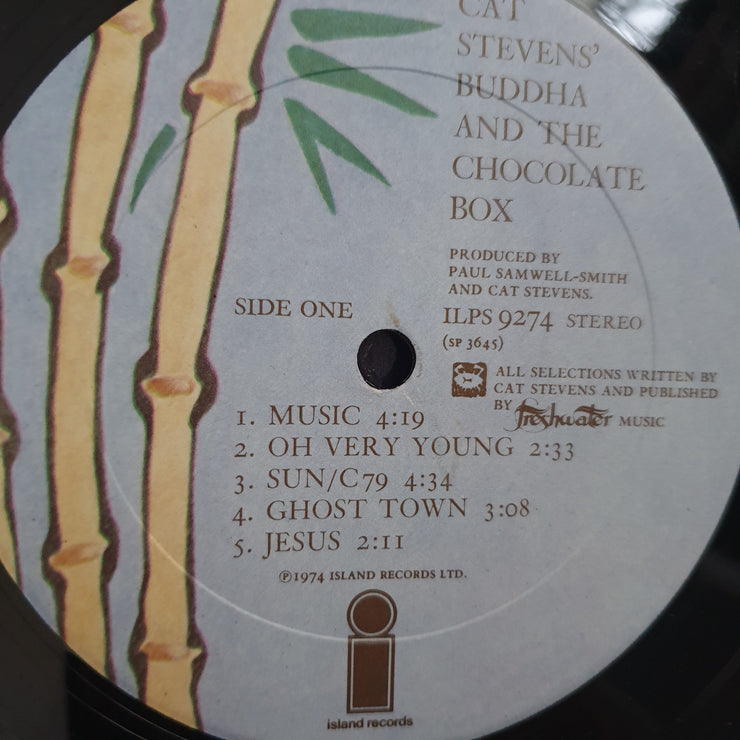 CAT
STEVENS'
BUDDHA
AND THE
CHOCOLATE
BOX
PRODUCED BY
PAUL SAMWELL-SMITH
AND CAT STEVENS.
SIDE ONE
ILPS 9274 STEREO
(SP 3645)
ALL SELECTIONS WRITTEN BY
CAT STEVENS AND PUBLISHED
BY Freshwater MUSIC
1. MUSIC 4:19
2. OH VERY YOUNG 2:33
3. SUN/C79 4:34
4. GHOST TOWN 3:08
5. JESUS 2:11
℗1974 ISLAND RECORDS LTD.
i
island records